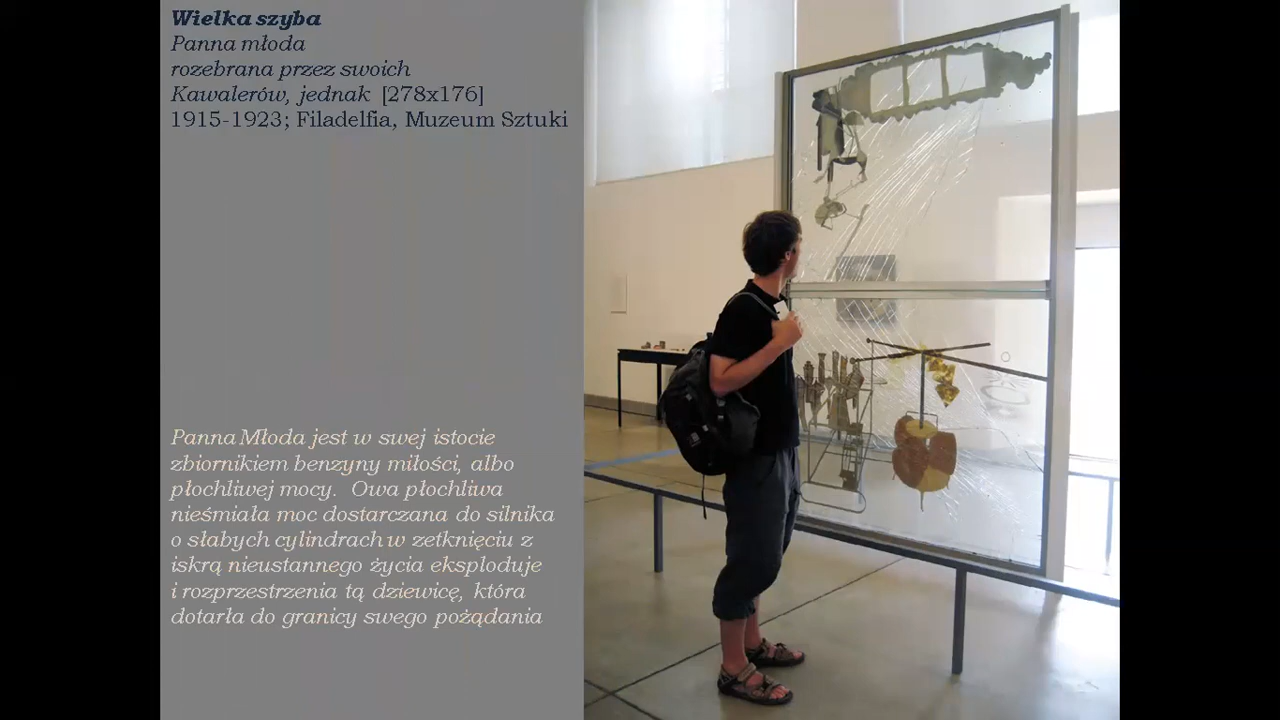 Wielka szyba
Panna młoda
rozebrana przez swoich
Kawalerów, jednak [278x176]
1915-1923; Filadelfia, Muzeum Sztuki
Panna Młoda jest w swej istocie
zbiornikiem benzyny miłości, albo
płochliwej mocy. Owa płochliwa
nieśmiała moc dostarczana do silnika
o słabych cylindrach w zetknięciu z
iskrą nieustannego życia eksploduje
i rozprzestrzenia tą dziewicę, która
dotarła do granicy swego pożądania